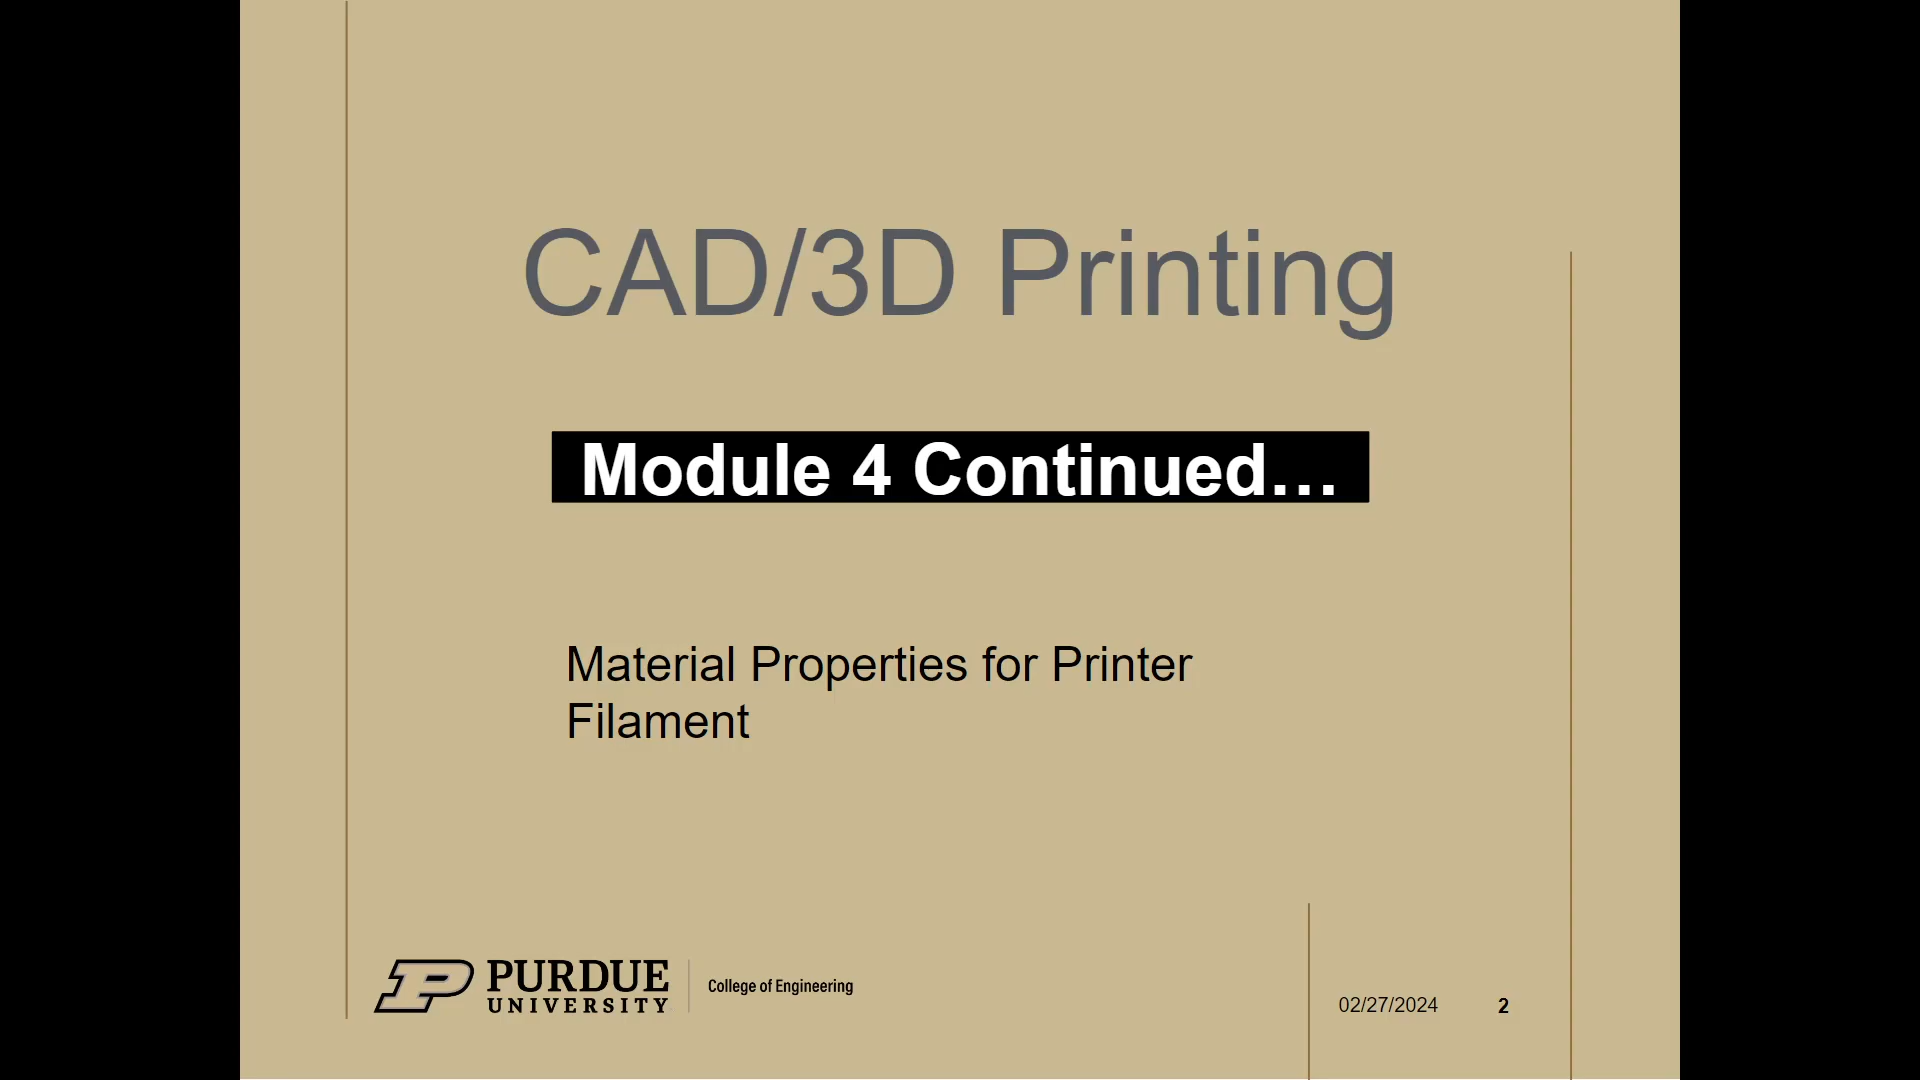 CAD/3D Printing
Module 4 Continued…
Material Properties for Printer
Filament
PURDUE
UNIVERSITY
College of Engineering
02/27/2024
2